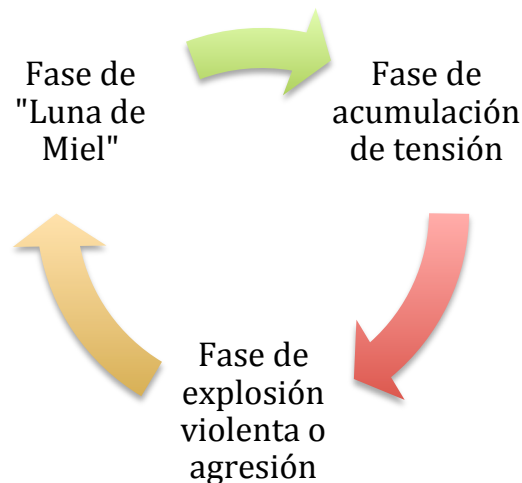 Fase de
"Luna de
Miel"
Fase de
acumulación
de tensión
Fase de
explosión
violenta o
agresión